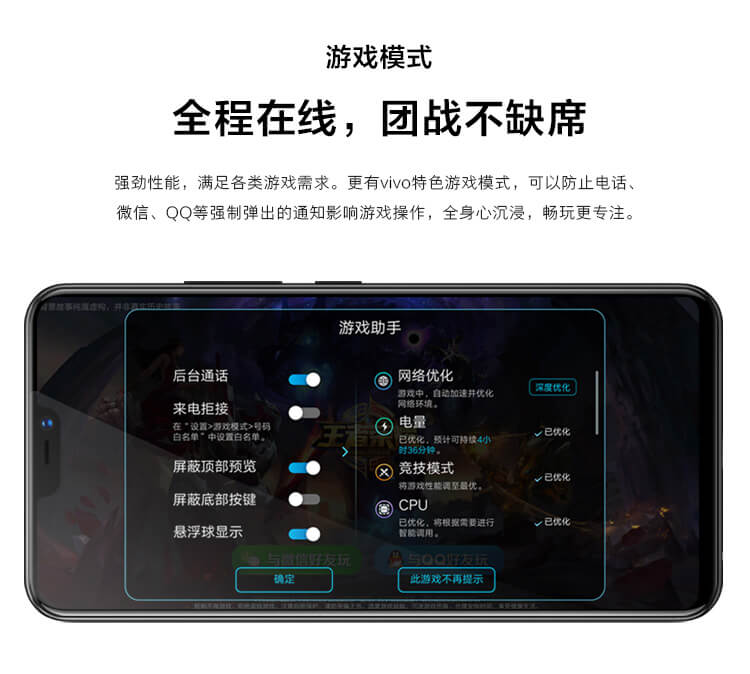 游戏模式
全程在线，团战不缺席
强劲性能，满足各类游戏需求。更有vivo特色游戏模式，可以防止电话、
微信、QQ等强制弹出的通知影响游戏操作，全身心沉浸，畅玩更专注。
游戏助手
后台通话
来电拒接
在“设置>游戏模式>号码
白名单”中设置白名单。
屏蔽顶部预览
屏蔽底部按键
悬浮球显示
网络优化
游戏中，自动加速并优化
网络环境。
深度优化
电量
已优化，预计可持续4小
时36分钟。
已优化
竞技模式
将游戏性能调至最优。
已优化
CPU
已优化，将根据需要进行
智能调用。
已优化
与微信好友玩
与QQ好友玩
确定
此游戏不再提示